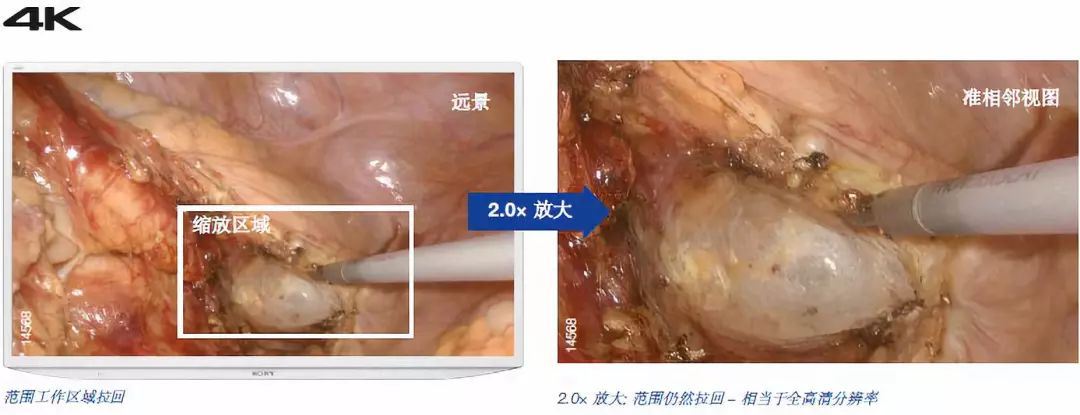 4K
远景
缩放区域
14568
SONY
范围工作区域拉回
2.0× 放大
准相邻视图
14568
2.0× 放大: 范围仍然拉回 – 相当于全高清分辨率